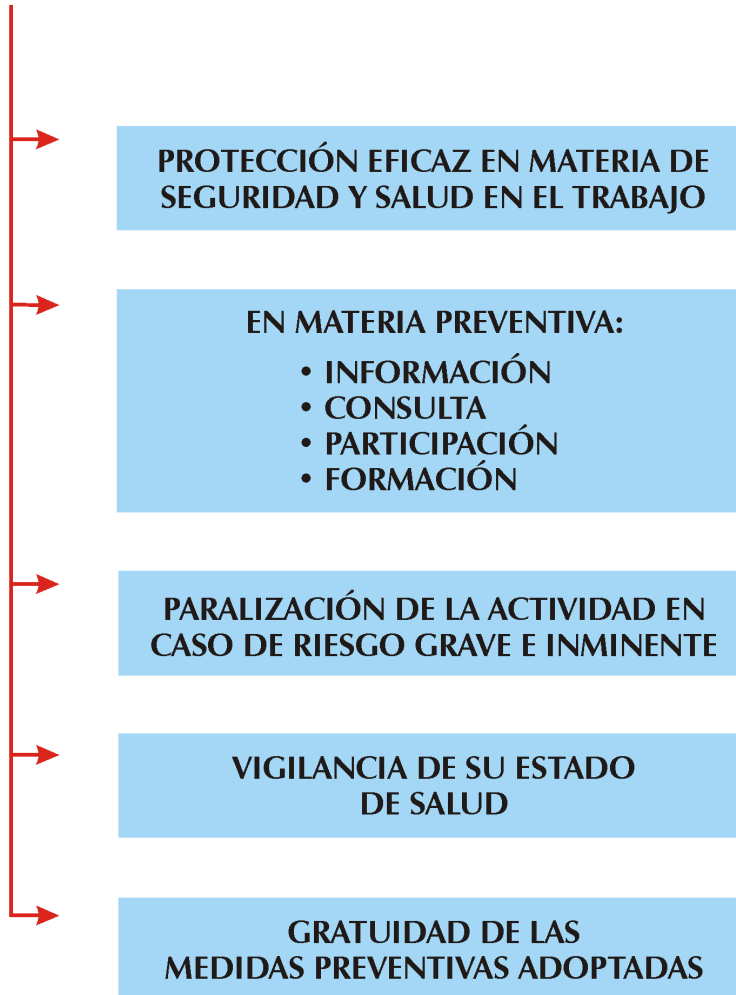 PROTECCIÓN EFICAZ EN MATERIA DE
SEGURIDAD Y SALUD EN EL TRABAJO
EN MATERIA PREVENTIVA:
• INFORMACIÓN
• CONSULTA
• PARTICIPACIÓN
• FORMACIÓN
PARALIZACIÓN DE LA ACTIVIDAD EN
CASO DE RIESGO GRAVE E INMINENTE
VIGILANCIA DE SU ESTADO
DE SALUD
GRATUIDAD DE LAS
MEDIDAS PREVENTIVAS ADOPTADAS